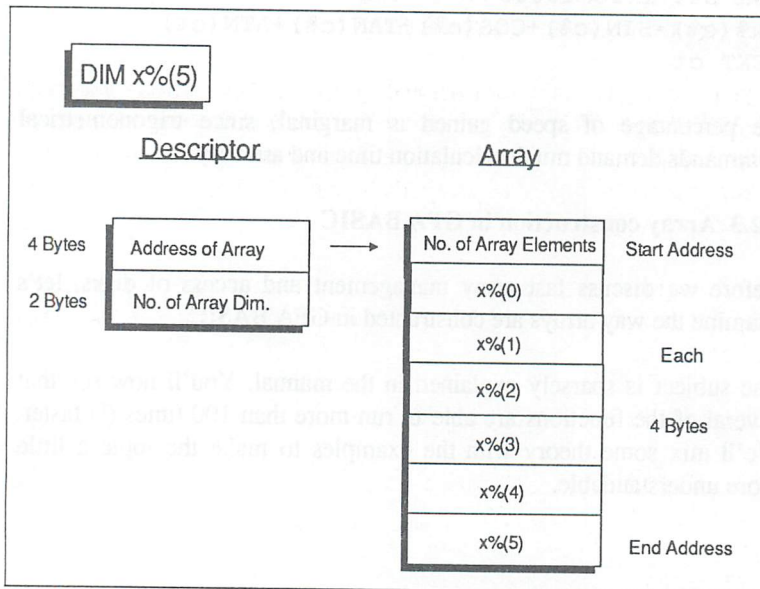 DIM x%(5)
Descriptor
Array
4 Bytes
Address of Array
No. of Array Elements
Start Address
2 Bytes
No. of Array Dim.
x%(0)
x%(1)
Each
x%(2)
4 Bytes
x%(3)
x%(4)
x%(5)
End Address